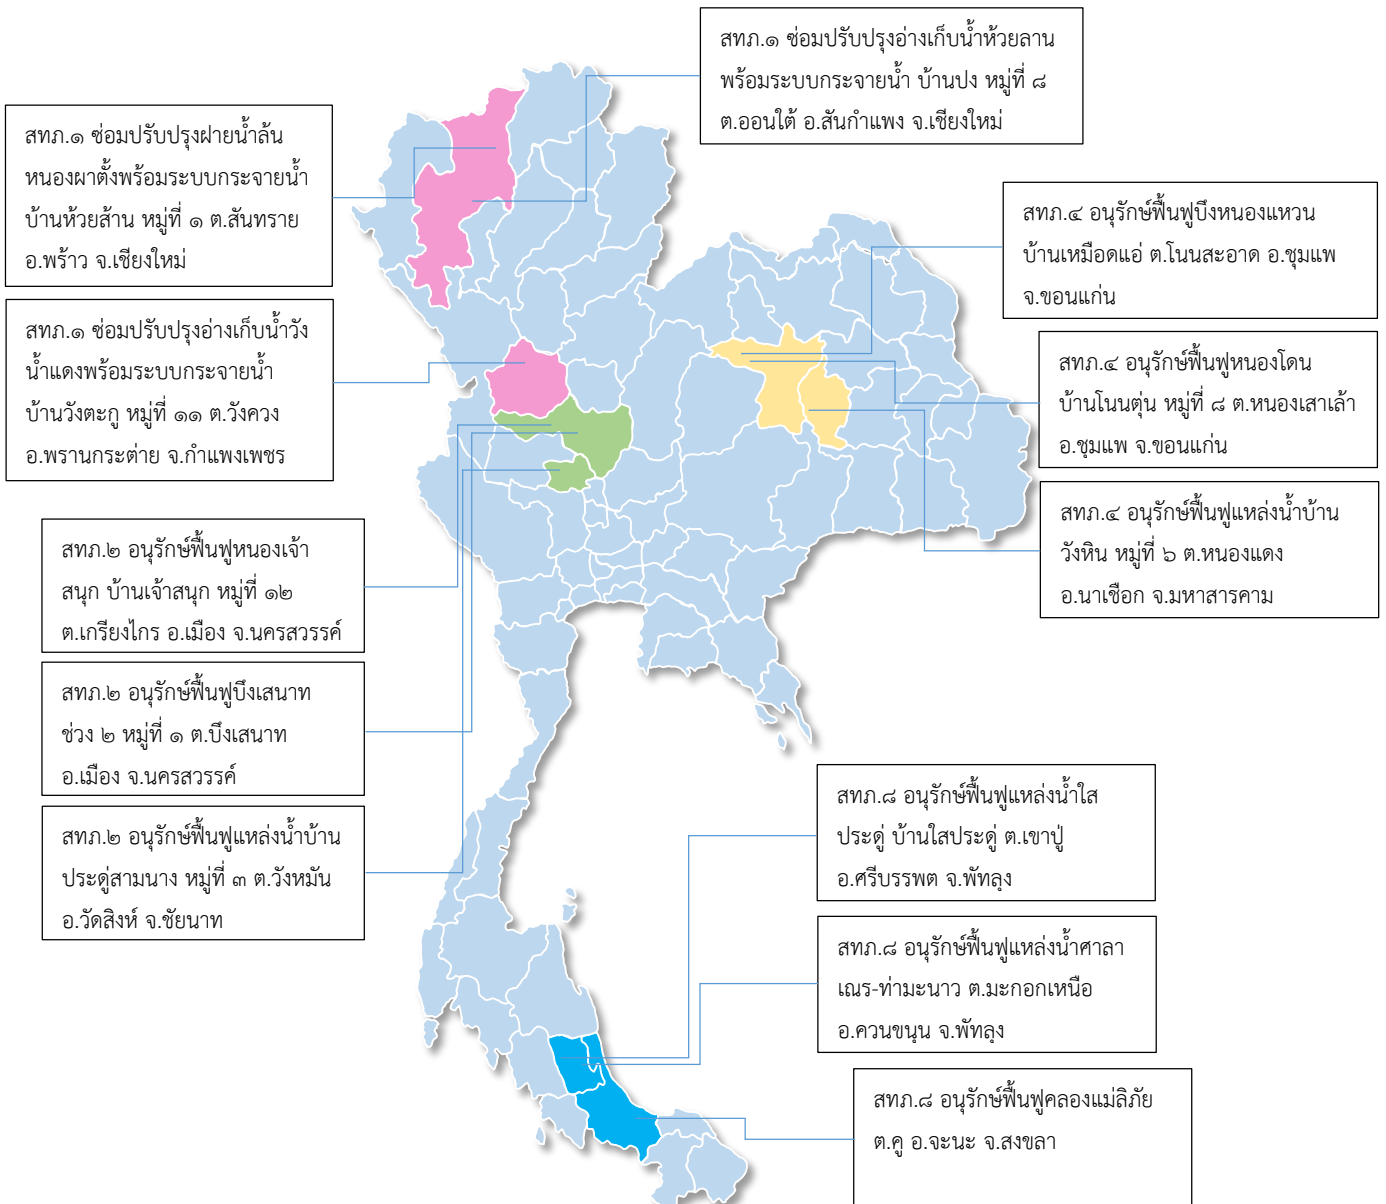 สทภ.๑ ซ่อมปรับปรุงอ่างเก็บน้ำห้วยลาน
พร้อมระบบกระจายน้ำ บ้านปง หมู่ที่ ๘
ต.ออนใต้ อ.สันกำแพง จ.เชียงใหม่
สทภ.๑ ซ่อมปรับปรุงฝายน้ำล้น
หนองผาตั้งพร้อมระบบกระจายน้ำ
บ้านห้วยส้าน หมู่ที่ ๑ ต.สันทราย
อ.พร้าว จ.เชียงใหม่
สทภ.๔ อนุรักษ์ฟื้นฟูบึงหนองแหวน
บ้านเหมือดแอ่ ต.โนนสะอาด อ.ชุมแพ
จ.ขอนแก่น
สทภ.๑ ซ่อมปรับปรุงอ่างเก็บน้ำวัง
น้ำแดงพร้อมระบบกระจายน้ำ
บ้านวังตะกู หมู่ที่ ๑๑ ต.วังควง
อ.พรานกระต่าย จ.กำแพงเพชร
สทภ.๔ อนุรักษ์ฟื้นฟูหนองโดน
บ้านโนนตุ่น หมู่ที่ ๘ ต.หนองเสาเล้า
อ.ชุมแพ จ.ขอนแก่น
สทภ.๔ อนุรักษ์ฟื้นฟูแหล่งน้ำบ้าน
วังหิน หมู่ที่ ๖ ต.หนองแดง
อ.นาเชือก จ.มหาสารคาม
สทภ.๒ อนุรักษ์ฟื้นฟูหนองเจ้า
สนุก บ้านเจ้าสนุก หมู่ที่ ๑๒
ต.เกรียงไกร อ.เมือง จ.นครสวรรค์
สทภ.๒ อนุรักษ์ฟื้นฟูบึงเสนาท
ช่วง ๒ หมู่ที่ ๑ ต.บึงเสนาท
อ.เมือง จ.นครสวรรค์
สทภ.๒ อนุรักษ์ฟื้นฟูแหล่งน้ำบ้าน
ประดู่สามนาง หมู่ที่ ๓ ต.วังหมัน
อ.วัดสิงห์ จ.ชัยนาท
สทภ.๘ อนุรักษ์ฟื้นฟูแหล่งน้ำใส
ประดู่ บ้านใสประดู่ ต.เขาปู่
อ.ศรีบรรพต จ.พัทลุง
สทภ.๘ อนุรักษ์ฟื้นฟูแหล่งน้ำศาลา
เณร-ท่ามะนาว ต.มะกอกเหนือ
อ.ควนขนุน จ.พัทลุง
สทภ.๘ อนุรักษ์ฟื้นฟูคลองแม่ลิภัย
ต.คู อ.จะนะ จ.สงขลา